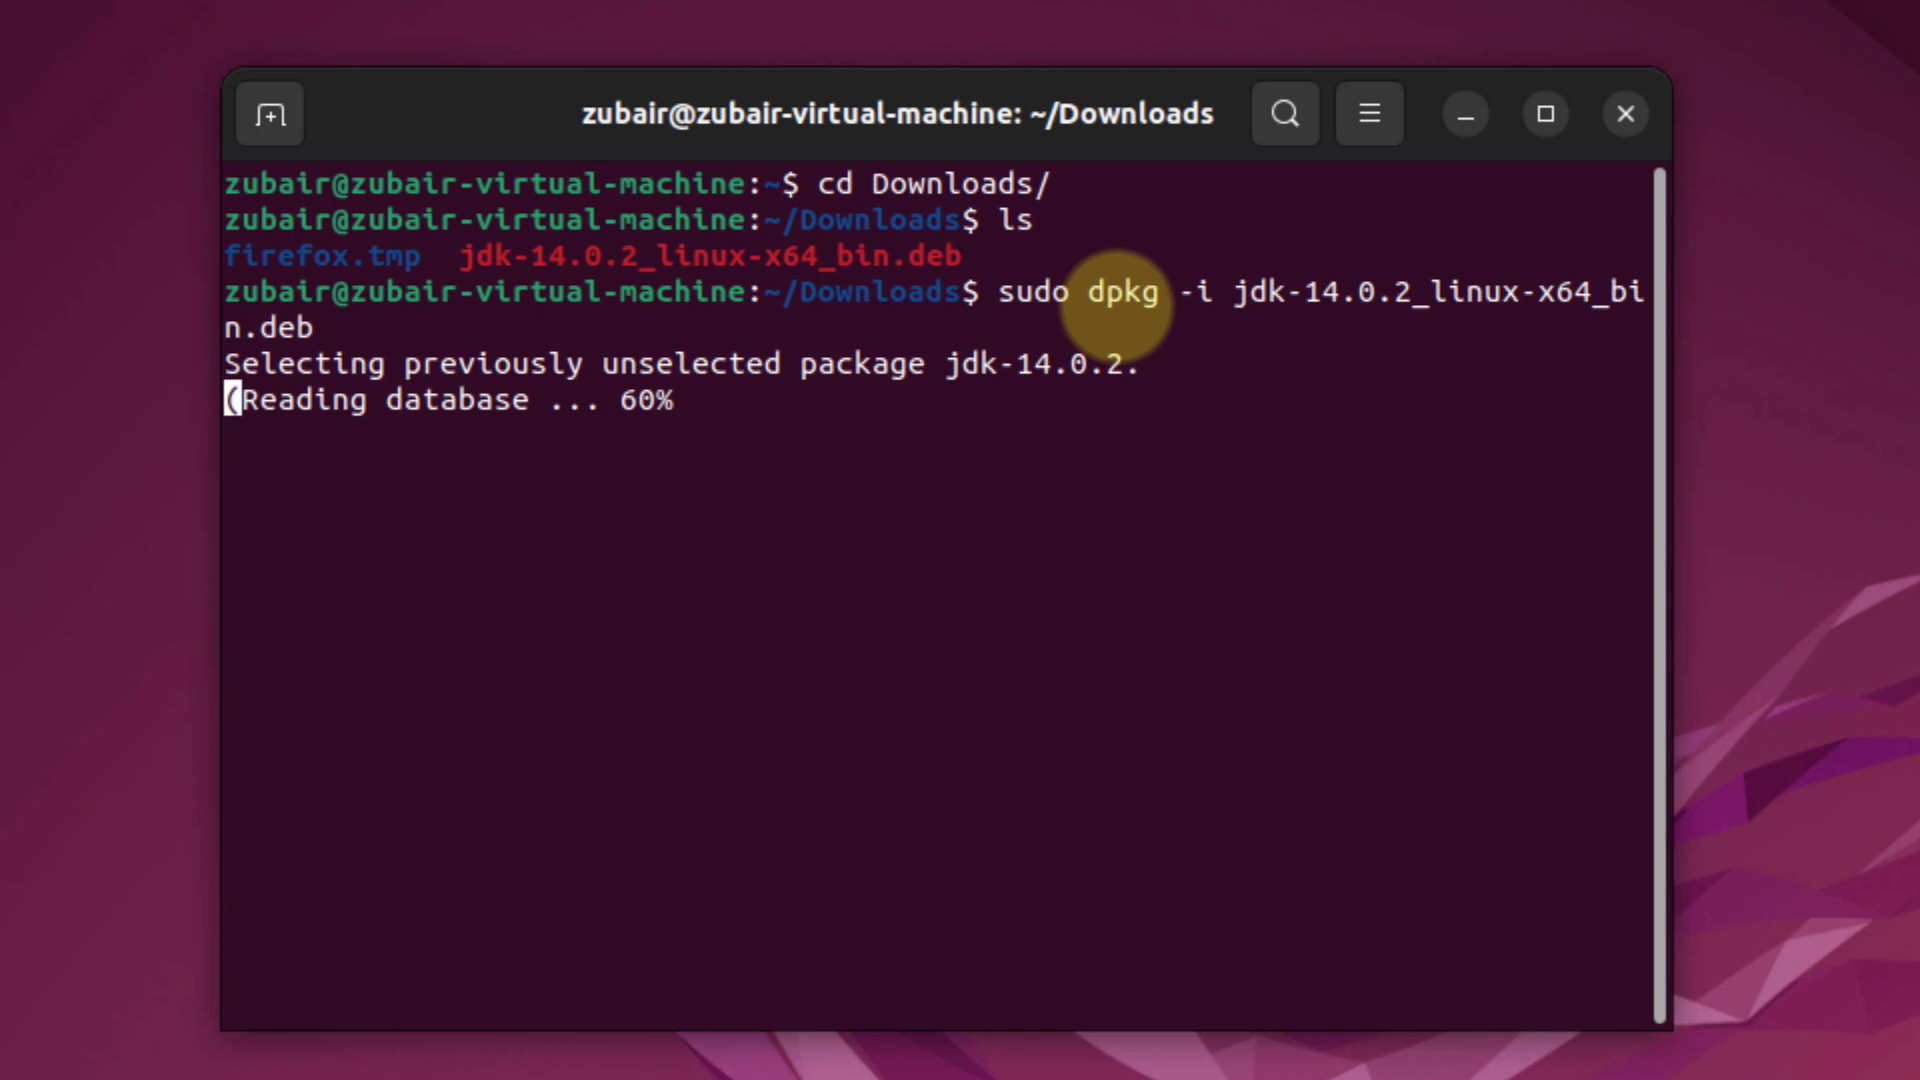 zubair@zubair-virtual-machine: ~/Downloads
zubair@zubair-virtual-machine:~$ cd Downloads/
zubair@zubair-virtual-machine:~/Downloads$ ls
firefox.tmp  jdk-14.0.2_linux-x64_bin.deb
zubair@zubair-virtual-machine:~/Downloads$ sudo dpkg -i jdk-14.0.2_linux-x64_bi
n.deb
Selecting previously unselected package jdk-14.0.2.
(Reading database ... 60%